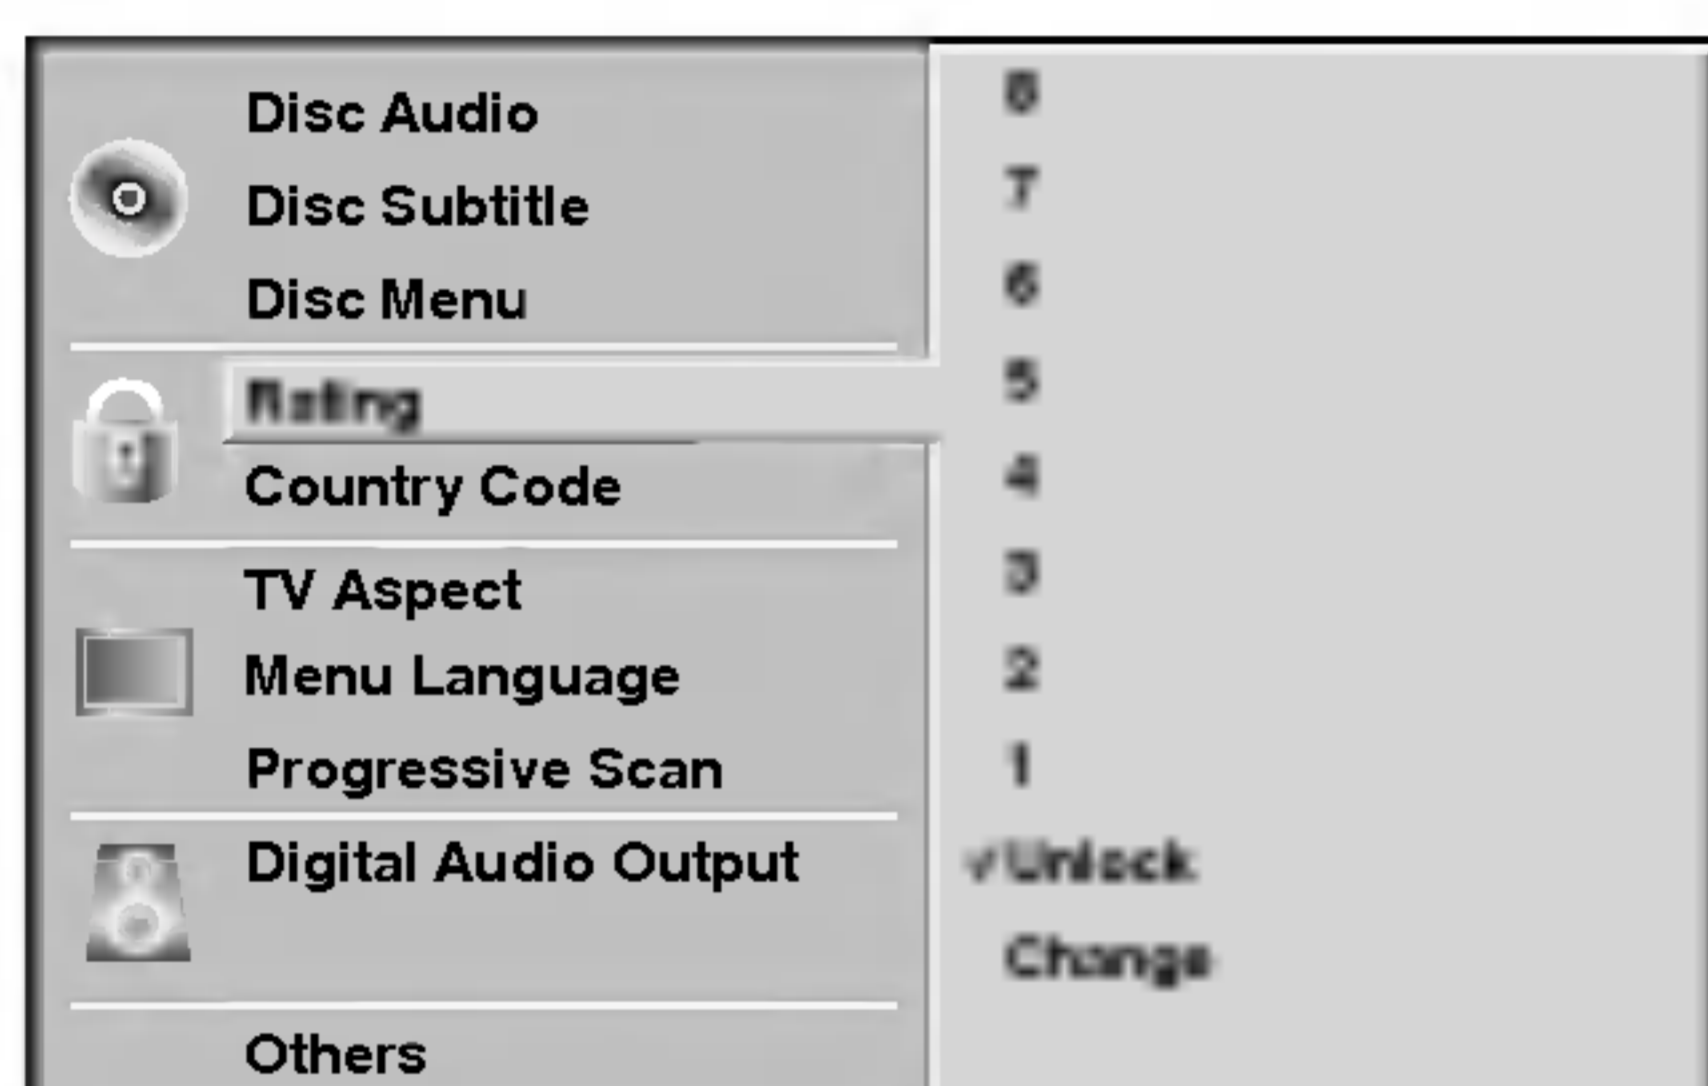 Disc Audio
Disc Subtitle
Disc Menu
Rating
Country Code
TV Aspect
Menu Language
Progressive Scan
Digital Audio Output
Others
8
7
6
5
4
3
2
1
✓Unlock
Change